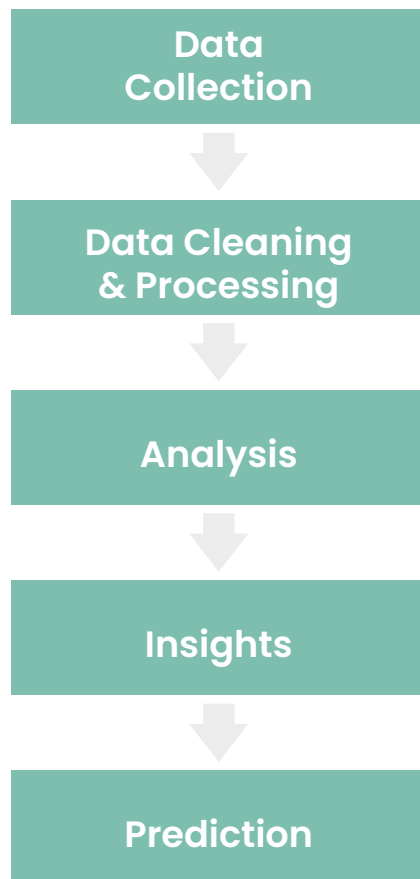 Data
Collection
Data Cleaning
& Processing
Analysis
Insights
Prediction